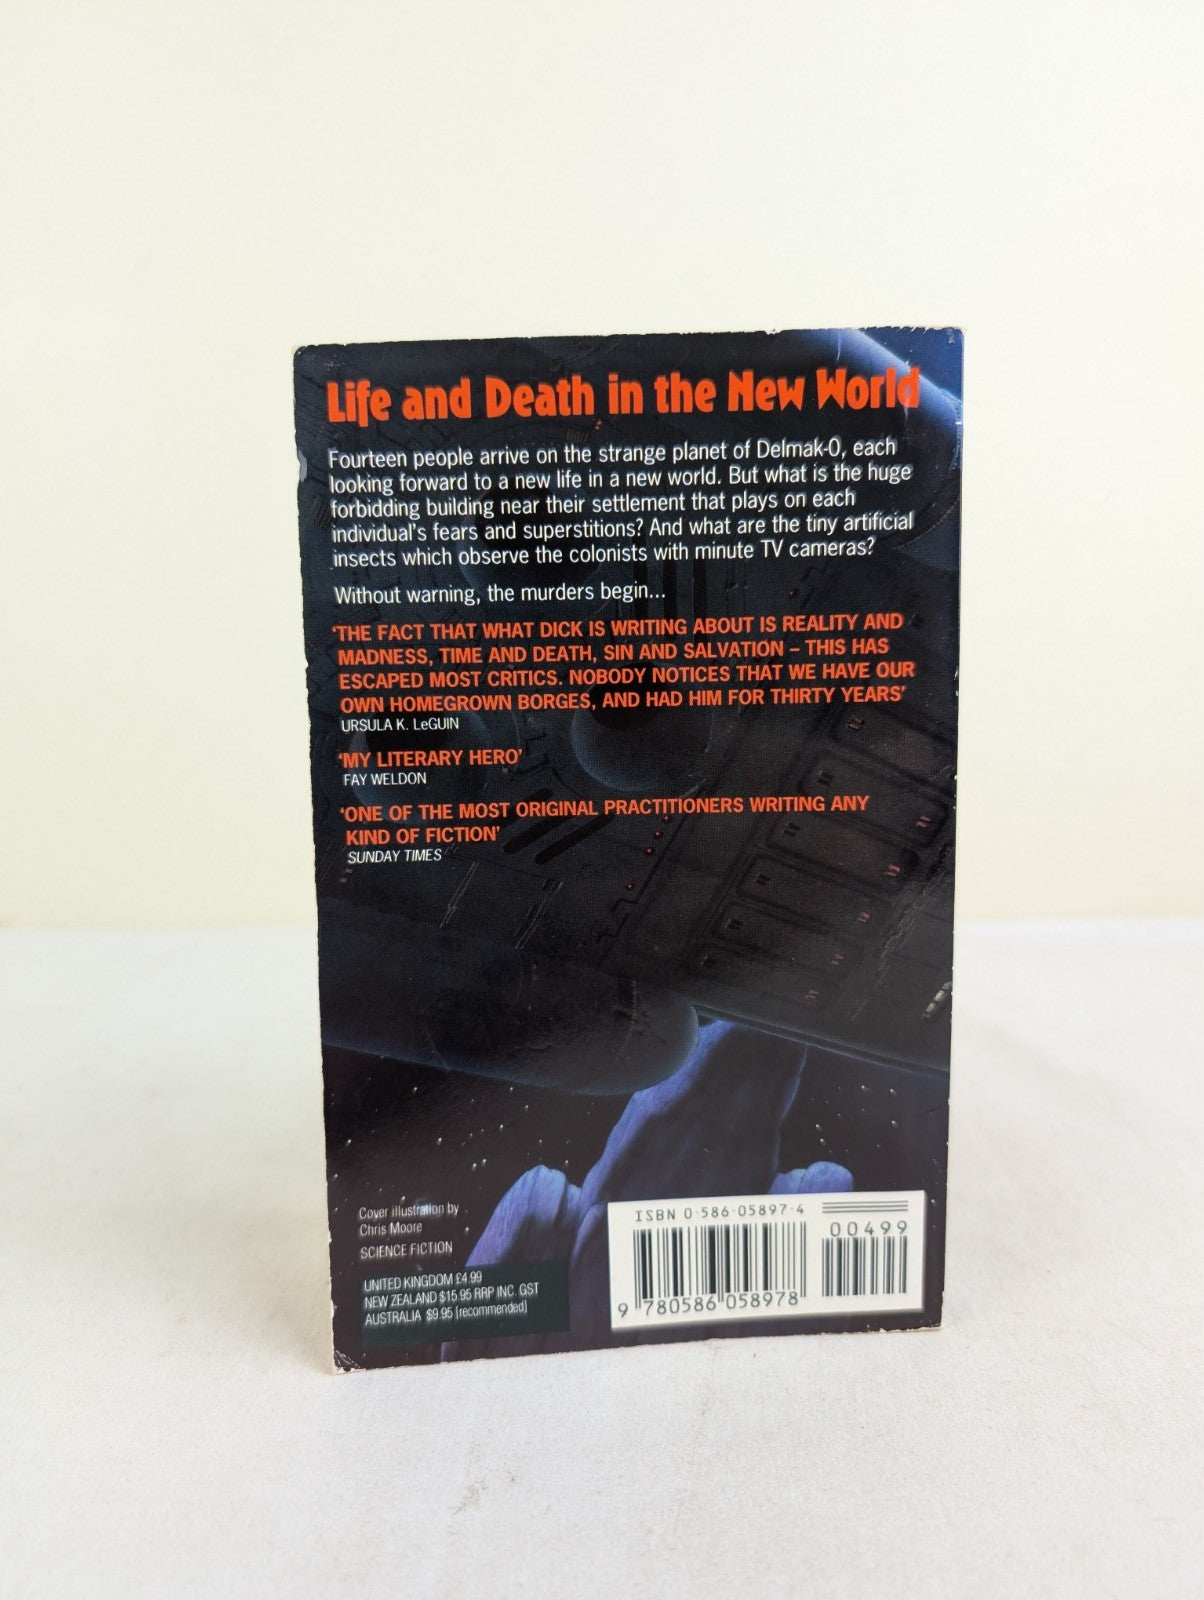 Life and Death in the New World
Fourteen people arrive on the strange planet of Delmak-O, each
looking forward to a new life in a new world. But what is the huge
forbidding building near their settlement that plays on each
individual's fears and superstitions? And what are the tiny artificial
insects which observe the colonists with minute TV cameras?
Without warning, the murders begin...
'THE FACT THAT WHAT DICK IS WRITING ABOUT IS REALITY AND
MADNESS, TIME AND DEATH, SIN AND SALVATION – THIS HAS
ESCAPED MOST CRITICS. NOBODY NOTICES THAT WE HAVE OUR
OWN HOMEGROWN BORGES, AND HAD HIM FOR THIRTY YEARS'
URSULA K. LeGUIN
'MY LITERARY HERO'
FAY WELDON
'ONE OF THE MOST ORIGINAL PRACTITIONERS WRITING ANY
KIND OF FICTION'
SUNDAY TIMES
Cover illustration by
Chris Moore
SCIENCE FICTION
UNITED KINGDOM £4.99
NEW ZEALAND $15.95 RRP INC. GST
AUSTRALIA $9.95 (recommended)
ISBN 0-586-05897-4
00499
9 780586 058978